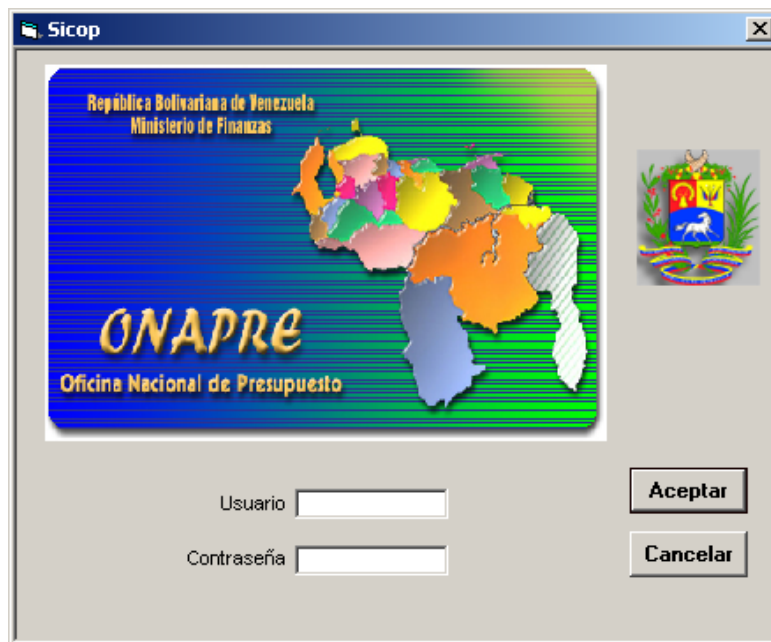 Sicop
República Bolivariana de Venezuela
Ministerio de Finanzas
ONAPRE
Oficina Nacional de Presupuesto
Usuario
Aceptar
Contraseña
Cancelar